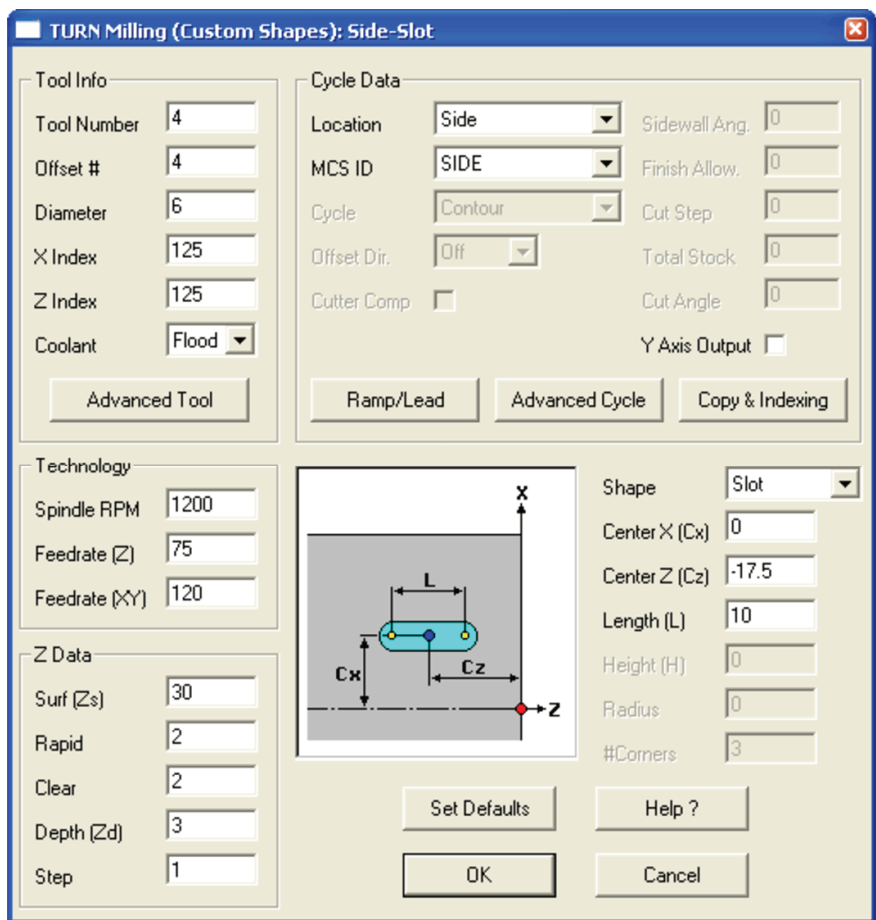 TURN Milling (Custom Shapes): Side-Slot
Tool Info
Tool Number 4
Offset # 4
Diameter 6
X Index 125
Z Index 125
Coolant Flood
Advanced Tool
Cycle Data
Location Side
MCS ID SIDE
Cycle Contour
Offset Dir. Off
Cutter Comp
Sidewall Ang. 0
Finish Allow. 0
Cut Step 0
Total Stock 0
Cut Angle 0
Y Axis Output
Ramp/Lead
Advanced Cycle
Copy & Indexing
Technology
Spindle RPM 1200
Feedrate (Z) 75
Feedrate (XY) 120
Z Data
Surf (Zs) 30
Rapid 2
Clear 2
Depth (Zd) 3
Step 1
X
L
Cx
Cz
Z
Shape Slot
Center X (Cx) 0
Center Z (Cz) -17.5
Length (L) 10
Height (H) 0
Radius 0
#Corners 3
Set Defaults
Help ?
OK
Cancel